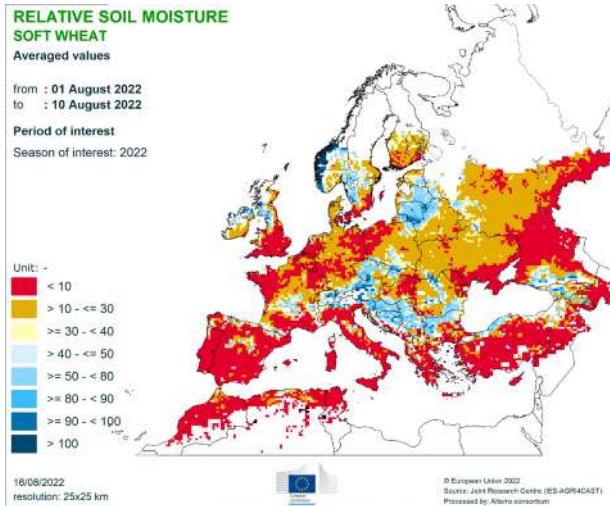 RELATIVE SOIL MOISTURE
SOFT WHEAT
Averaged values
from : 01 August 2022
to : 10 August 2022
Period of interest
Season of interest: 2022
Unit: -
< 10
> 10 - <= 30
>= 30 - < 40
> 40 - <= 50
>= 50 - < 80
>= 80 - < 90
>= 90 - < 100
> 100
16/08/2022
resolution: 25x25 km
© European Union 2022
Source: Joint Research Centre (IES-AGRI4CAST)
Processed by: Alterra consortium